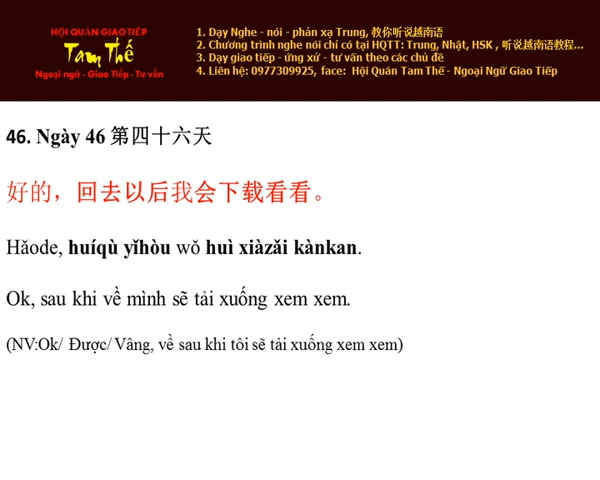 HỘI QUÁN GIAO TIẾP
Tam Thế
Ngoại ngữ - Giao Tiếp - Tư vấn
1. Dạy Nghe - nói - phản xạ Trung, 教你听说越南语
2. Chương trình nghe nói chỉ có tại HQTT: Trung, Nhật, HSK , 听说越南语教程...
3. Dạy giao tiếp - ứng xử - tư vấn theo các chủ đề
4. Liên hệ: 0977309925, face: Hội Quán Tam Thế - Ngoại Ngữ Giao Tiếp
46. Ngày 46 第四十六天
好的，回去以后我会下载看看。
Hǎode, huíqù yǐhòu wǒ huì xiàzǎi kànkan.
Ok, sau khi về mình sẽ tải xuống xem xem.
(NV:Ok/ Được/ Vâng, về sau khi tôi sẽ tải xuống xem xem)